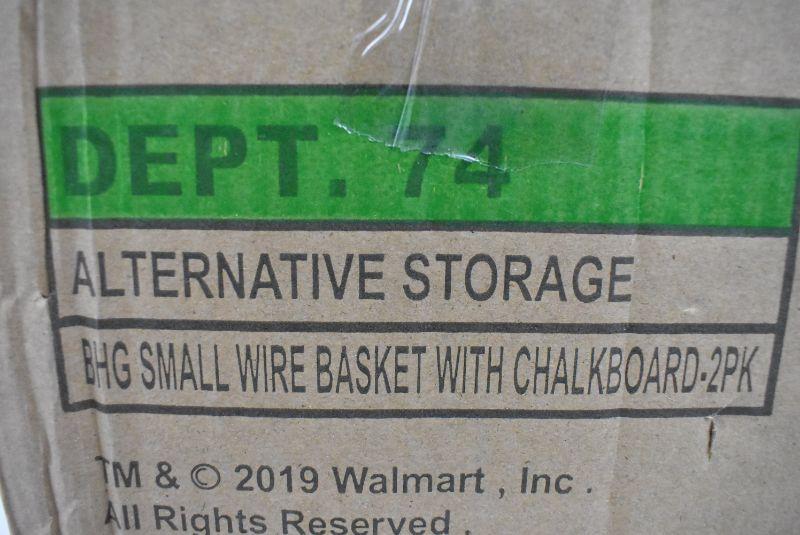 DEPT. 74
ALTERNATIVE STORAGE
BHG SMALL WIRE BASKET WITH CHALKBOARD-2PK
TM & © 2019 Walmart , Inc .
All Rights Reserved .